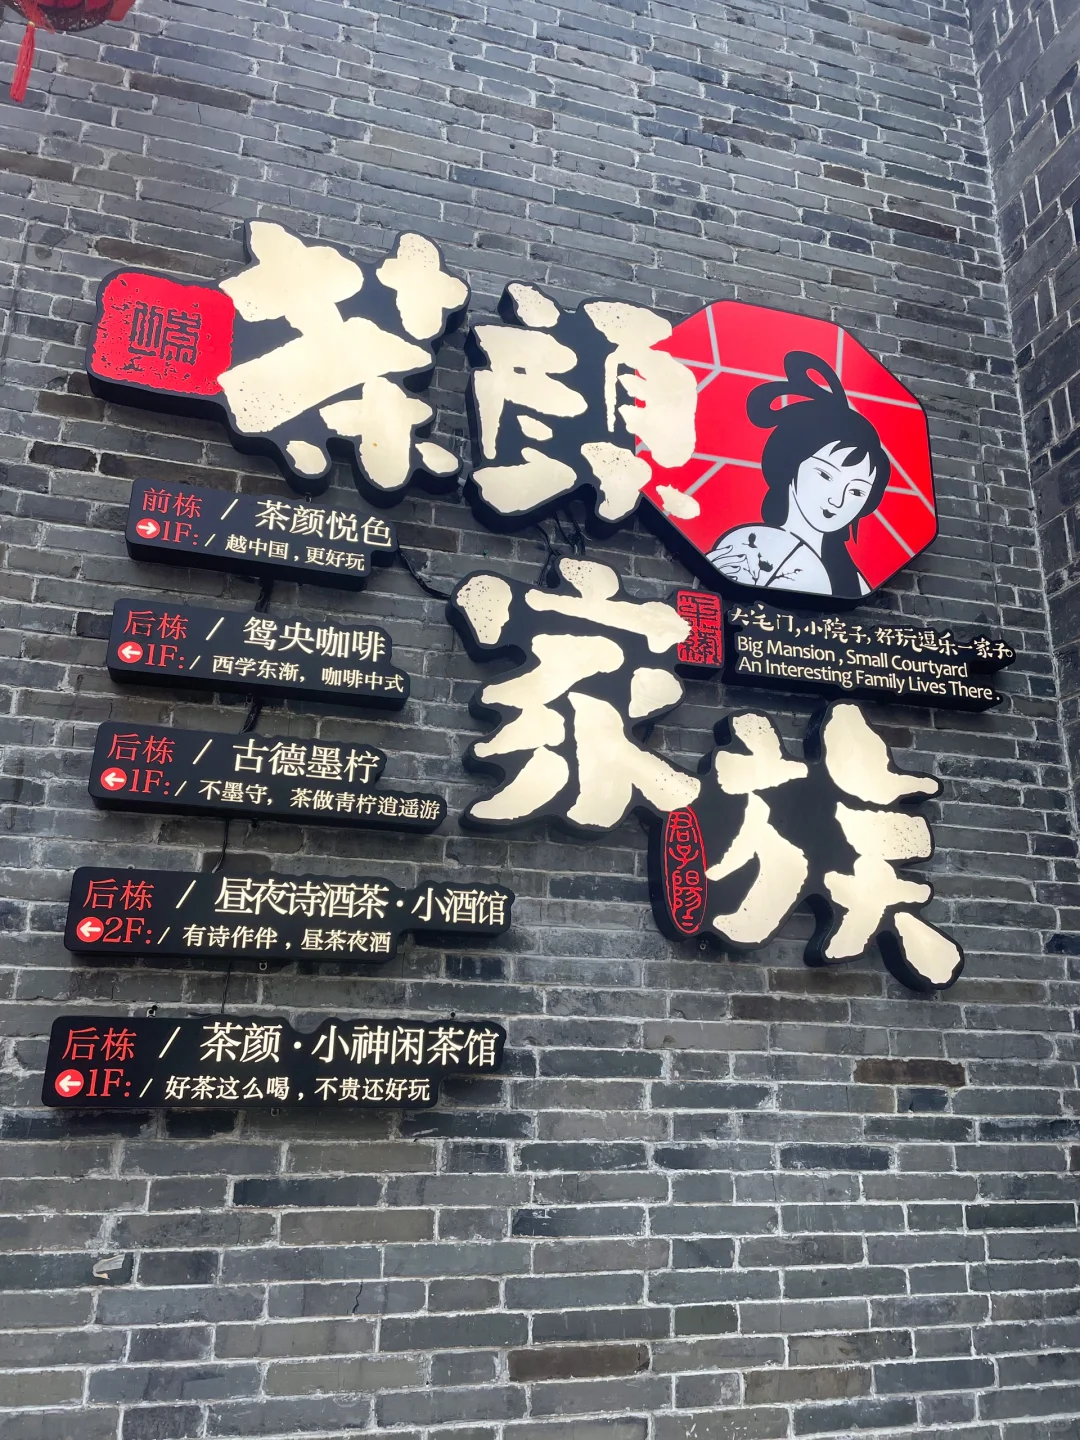 茶颜
家族
大宅门,小院子,好玩逗乐一家子。
Big Mansion, Small Courtyard
An Interesting Family Lives There.
君子陽
前栋 / 茶颜悦色
1F: / 越中国,更好玩
后栋 / 鸳央咖啡
1F: / 西学东渐,咖啡中式
后栋 / 古德墨柠
1F: / 不墨守,茶做青柠逍遥游
后栋 / 昼夜诗酒茶·小酒馆
2F: / 有诗作伴,昼茶夜酒
后栋 / 茶颜·小神闲茶馆
1F: / 好茶这么喝,不贵还好玩